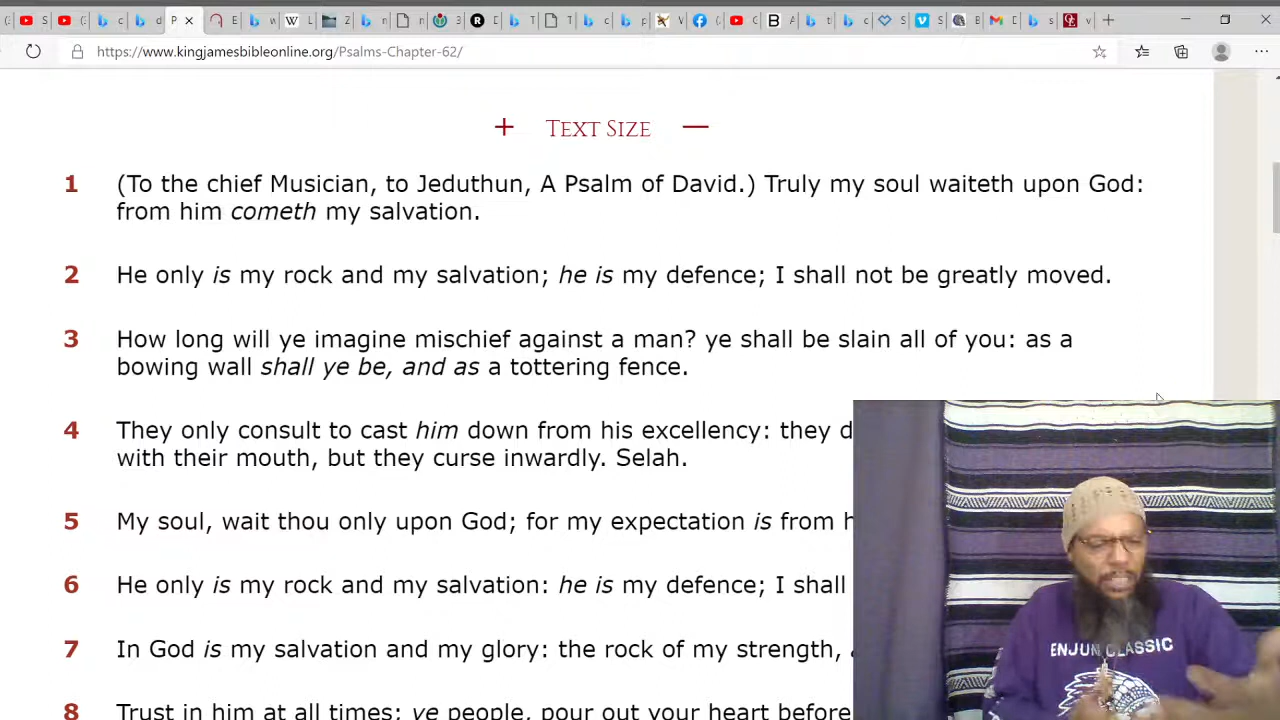 https://www.kingjamesbibleonline.org/Psalms-Chapter-62/
+ TEXT SIZE —
1 (To the chief Musician, to Jeduthun, A Psalm of David.) Truly my soul waiteth upon God:
from him cometh my salvation.
2 He only is my rock and my salvation; he is my defence; I shall not be greatly moved.
3 How long will ye imagine mischief against a man? ye shall be slain all of you: as a
bowing wall shall ye be, and as a tottering fence.
4 They only consult to cast him down from his excellency: they
with their mouth, but they curse inwardly. Selah.
5 My soul, wait thou only upon God; for my expectation is from
6 He only is my rock and my salvation: he is my defence; I shall
7 In God is my salvation and my glory: the rock of my strength,
8 Trust in him at all times; ye people, pour out your heart before
ENJUN CLASSIC